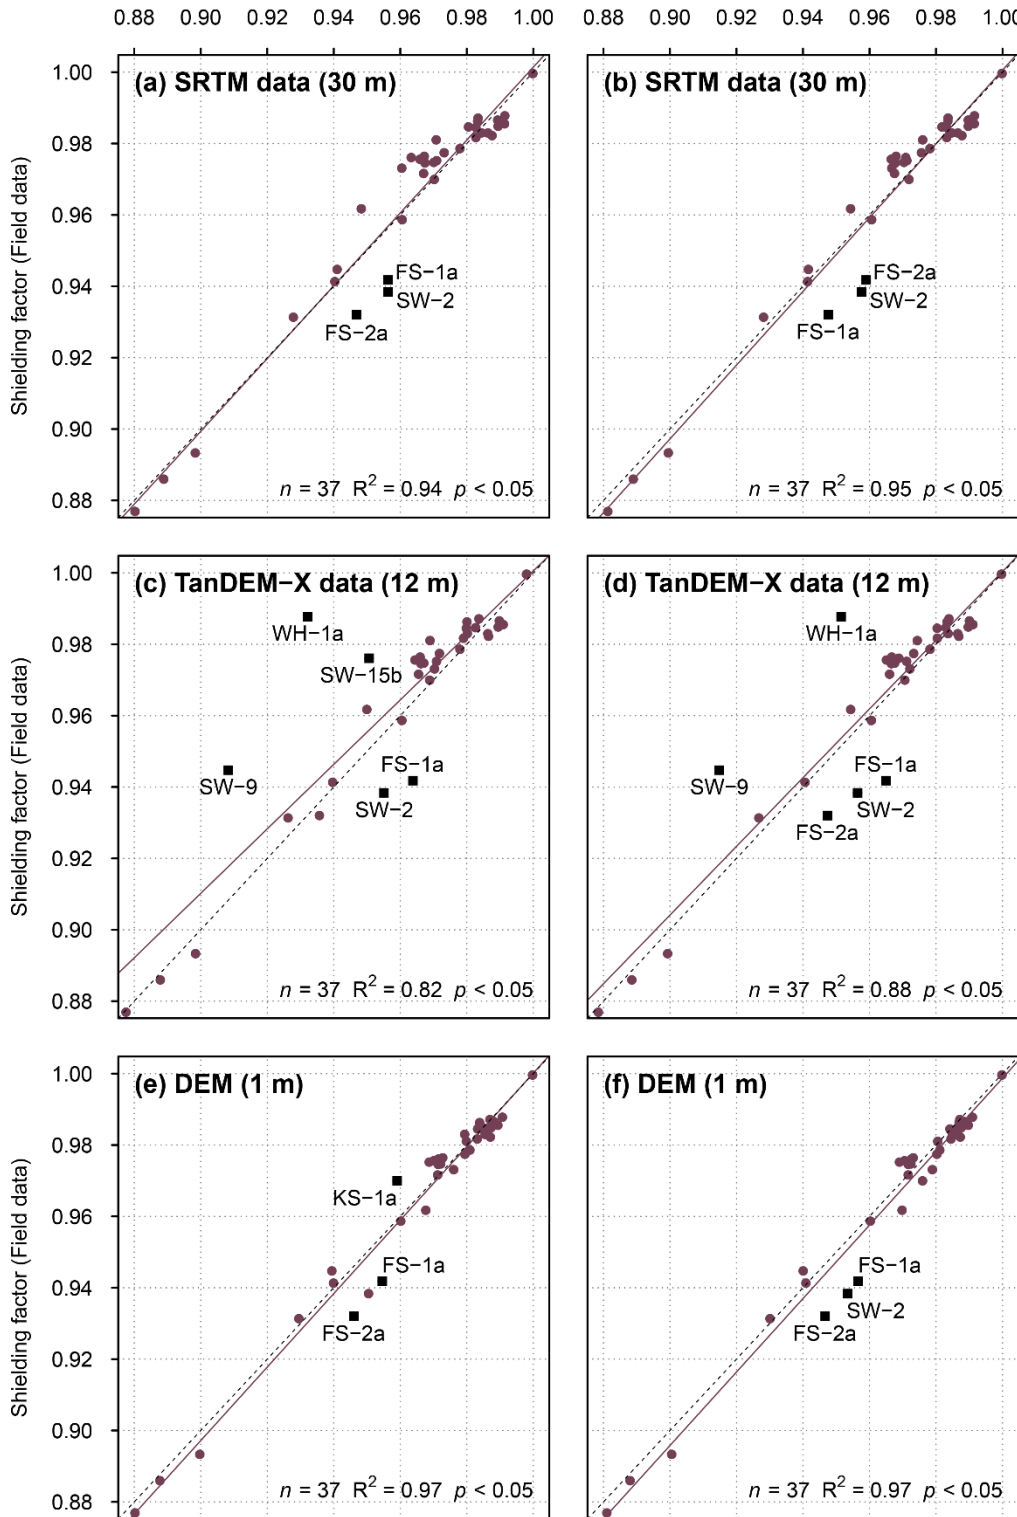 0.88 0.90 0.92 0.94 0.96 0.98 1.00 0.88 0.90 0.92 0.94 0.96 0.98 1.00
(a) SRTM data (30 m)
1.00
0.98
0.96
0.94
0.92
0.90
0.88
Shielding factor (Field data)
FS−1a
SW−2
FS−2a
n = 37 R² = 0.94 p < 0.05
(b) SRTM data (30 m)
FS−2a
SW−2
FS−1a
n = 37 R² = 0.95 p < 0.05
(c) TanDEM−X data (12 m)
1.00
0.98
0.96
0.94
0.92
0.90
0.88
Shielding factor (Field data)
WH−1a
SW−15b
FS−1a
SW−9
SW−2
n = 37 R² = 0.82 p < 0.05
(d) TanDEM−X data (12 m)
WH−1a
FS−1a
SW−9
SW−2
FS−2a
n = 37 R² = 0.88 p < 0.05
(e) DEM (1 m)
1.00
0.98
0.96
0.94
0.92
0.90
0.88
Shielding factor (Field data)
KS−1a
FS−1a
FS−2a
n = 37 R² = 0.97 p < 0.05
(f) DEM (1 m)
FS−1a
SW−2
FS−2a
n = 37 R² = 0.97 p < 0.05